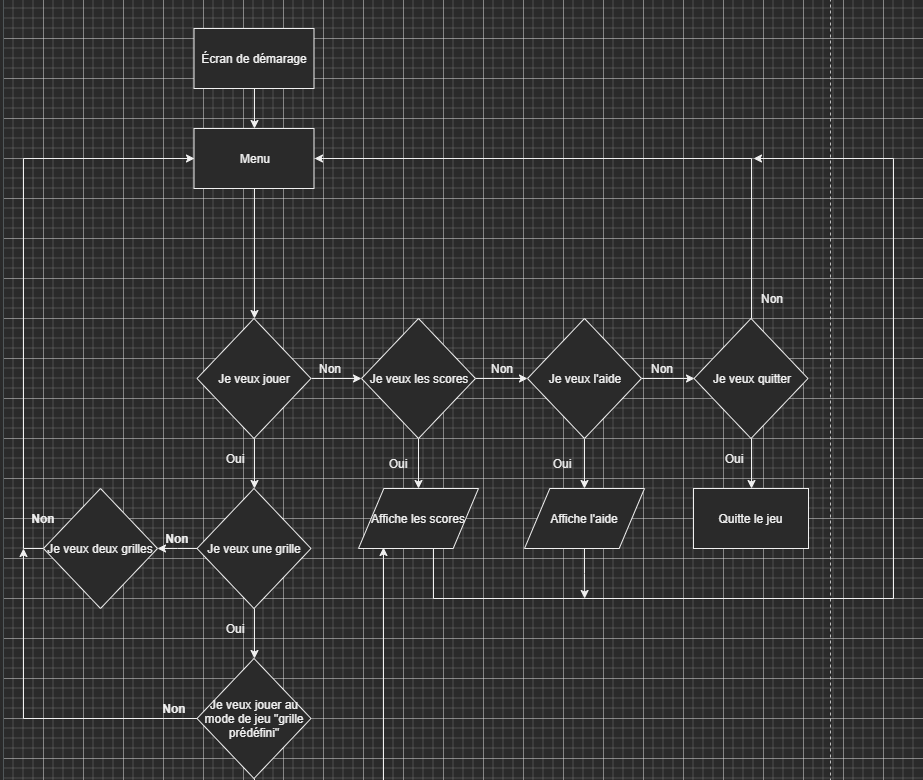 Écran de démarage
Menu
Non
Je veux jouer
Non
Je veux les scores
Non
Je veux l'aide
Non
Je veux quitter
Oui
Oui
Oui
Oui
Non
Affiche les scores
Affiche l'aide
Quitte le jeu
Je veux deux grilles
Non
Je veux une grille
Oui
Non
Je veux jouer au
mode de jeu "grille
prédéfini"